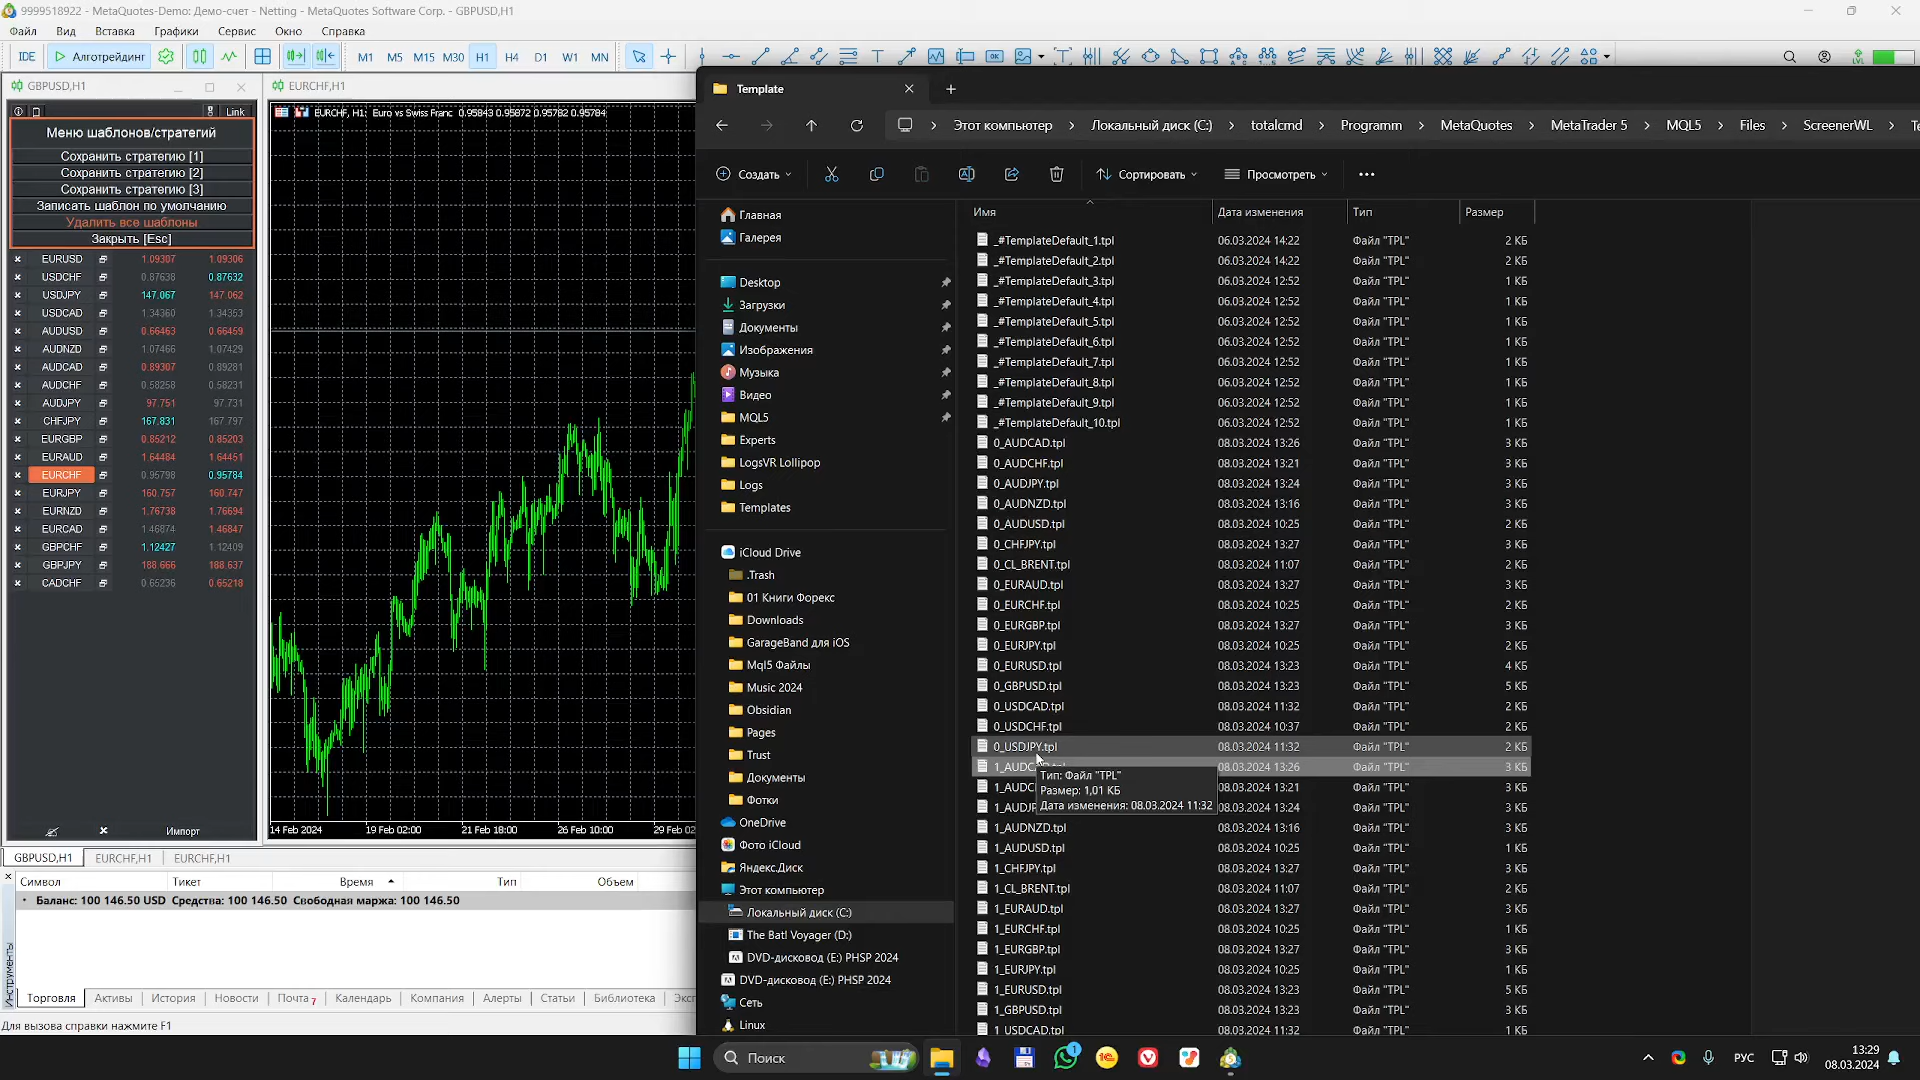 9999518922 - MetaQuotes-Demo: Демо-счет - Netting - MetaQuotes Software Corp. - GBPUSD,H1
Файл Вид Вставка Графики Сервис Окно Справка
IDE Алготрейдинг M1 M5 M15 M30 H1 H4 D1 W1 MN
GBPUSD,H1
EURCHF,H1
Link
Меню шаблонов/стратегий
Сохранить стратегию [1]
Сохранить стратегию [2]
Сохранить стратегию [3]
Записать шаблон по умолчанию
Удалить все шаблоны
Закрыть [Esc]
EURUSD 1.09307 1.09306
USDCHF 0.87638 0.87632
USDJPY 147.067 147.062
USDCAD 1.34360 1.34353
AUDUSD 0.66463 0.66459
AUDNZD 1.07466 1.07429
AUDCAD 0.89307 0.89281
AUDCHF 0.58258 0.58231
AUDJPY 97.751 97.731
CHFJPY 167.831 167.797
EURGBP 0.85212 0.85203
EURAUD 1.64484 1.64451
EURCHF 0.95798 0.95784
EURJPY 160.757 160.747
EURNZD 1.76738 1.76694
EURCAD 1.46874 1.46847
GBPCHF 1.12427 1.12409
GBPJPY 188.666 188.637
CADCHF 0.65236 0.65218
Импорт
EURCHF, H1: Euro vs Swiss Franc 0.95843 0.95872 0.95782 0.95784
14 Feb 2024 19 Feb 02:00 21 Feb 18:00 26 Feb 10:00 29 Feb 02
GBPUSD,H1 EURCHF,H1 EURCHF,H1
Символ Тикет Время Тип Объем
Баланс: 100 146.50 USD Средства: 100 146.50 Свободная маржа: 100 146.50
Инструменты
Торговля Активы История Новости Почта 7 Календарь Компания Алерты Статьи Библиотека Экс
Для вызова справки нажмите F1
Template
Этот компьютер Локальный диск (C:) totalcmd Programm MetaQuotes MetaTrader 5 MQL5 Files ScreenerWL Te
Создать Сортировать Просмотреть
Главная
Галерея
Desktop
Загрузки
Документы
Изображения
Музыка
Видео
MQL5
Experts
LogsVR Lollipop
Logs
Templates
iCloud Drive
.Trash
01 Книги Форекс
Downloads
GarageBand для iOS
Mql5 Файлы
Music 2024
Obsidian
Pages
Trust
Документы
Фотки
OneDrive
Фото iCloud
Яндекс.Диск
Этот компьютер
Локальный диск (C:)
The Bat! Voyager (D:)
DVD-дисковод (E:) PHSP 2024
DVD-дисковод (E:) PHSP 2024
Сеть
Linux
Имя Дата изменения Тип Размер
_#TemplateDefault_1.tpl 06.03.2024 14:22 Файл "TPL" 2 КБ
_#TemplateDefault_2.tpl 06.03.2024 14:22 Файл "TPL" 2 КБ
_#TemplateDefault_3.tpl 06.03.2024 12:52 Файл "TPL" 1 КБ
_#TemplateDefault_4.tpl 06.03.2024 12:52 Файл "TPL" 1 КБ
_#TemplateDefault_5.tpl 06.03.2024 12:52 Файл "TPL" 1 КБ
_#TemplateDefault_6.tpl 06.03.2024 12:52 Файл "TPL" 1 КБ
_#TemplateDefault_7.tpl 06.03.2024 12:52 Файл "TPL" 1 КБ
_#TemplateDefault_8.tpl 06.03.2024 12:52 Файл "TPL" 1 КБ
_#TemplateDefault_9.tpl 06.03.2024 12:52 Файл "TPL" 1 КБ
_#TemplateDefault_10.tpl 06.03.2024 12:52 Файл "TPL" 1 КБ
0_AUDCAD.tpl 08.03.2024 13:26 Файл "TPL" 3 КБ
0_AUDCHF.tpl 08.03.2024 13:21 Файл "TPL" 3 КБ
0_AUDJPY.tpl 08.03.2024 13:24 Файл "TPL" 3 КБ
0_AUDNZD.tpl 08.03.2024 13:16 Файл "TPL" 3 КБ
0_AUDUSD.tpl 08.03.2024 10:25 Файл "TPL" 2 КБ
0_CHFJPY.tpl 08.03.2024 13:27 Файл "TPL" 3 КБ
0_CL_BRENT.tpl 08.03.2024 11:07 Файл "TPL" 2 КБ
0_EURAUD.tpl 08.03.2024 13:27 Файл "TPL" 3 КБ
0_EURCHF.tpl 08.03.2024 10:25 Файл "TPL" 2 КБ
0_EURGBP.tpl 08.03.2024 13:27 Файл "TPL" 3 КБ
0_EURJPY.tpl 08.03.2024 10:25 Файл "TPL" 2 КБ
0_EURUSD.tpl 08.03.2024 13:23 Файл "TPL" 4 КБ
0_GBPUSD.tpl 08.03.2024 13:23 Файл "TPL" 5 КБ
0_USDCAD.tpl 08.03.2024 11:32 Файл "TPL" 2 КБ
0_USDCHF.tpl 08.03.2024 10:37 Файл "TPL" 2 КБ
0_USDJPY.tpl 08.03.2024 11:32 Файл "TPL" 2 КБ
1_AUDC 08.03.2024 13:26 Файл "TPL" 3 КБ
Тип: Файл "TPL"
Размер: 1,01 КБ
Дата изменения: 08.03.2024 11:32
1_AUDC 08.03.2024 13:21 Файл "TPL" 3 КБ
1_AUDJP 08.03.2024 13:24 Файл "TPL" 3 КБ
1_AUDNZD.tpl 08.03.2024 13:16 Файл "TPL" 3 КБ
1_AUDUSD.tpl 08.03.2024 10:25 Файл "TPL" 1 КБ
1_CHFJPY.tpl 08.03.2024 13:27 Файл "TPL" 3 КБ
1_CL_BRENT.tpl 08.03.2024 11:07 Файл "TPL" 2 КБ
1_EURAUD.tpl 08.03.2024 13:27 Файл "TPL" 3 КБ
1_EURCHF.tpl 08.03.2024 10:25 Файл "TPL" 1 КБ
1_EURGBP.tpl 08.03.2024 13:27 Файл "TPL" 3 КБ
1_EURJPY.tpl 08.03.2024 10:25 Файл "TPL" 1 КБ
1_EURUSD.tpl 08.03.2024 13:23 Файл "TPL" 5 КБ
1_GBPUSD.tpl 08.03.2024 13:23 Файл "TPL" 3 КБ
1_USDCAD.tpl 08.03.2024 11:32 Файл "TPL" 1 КБ
Поиск
1
РУС
13:29
08.03.2024